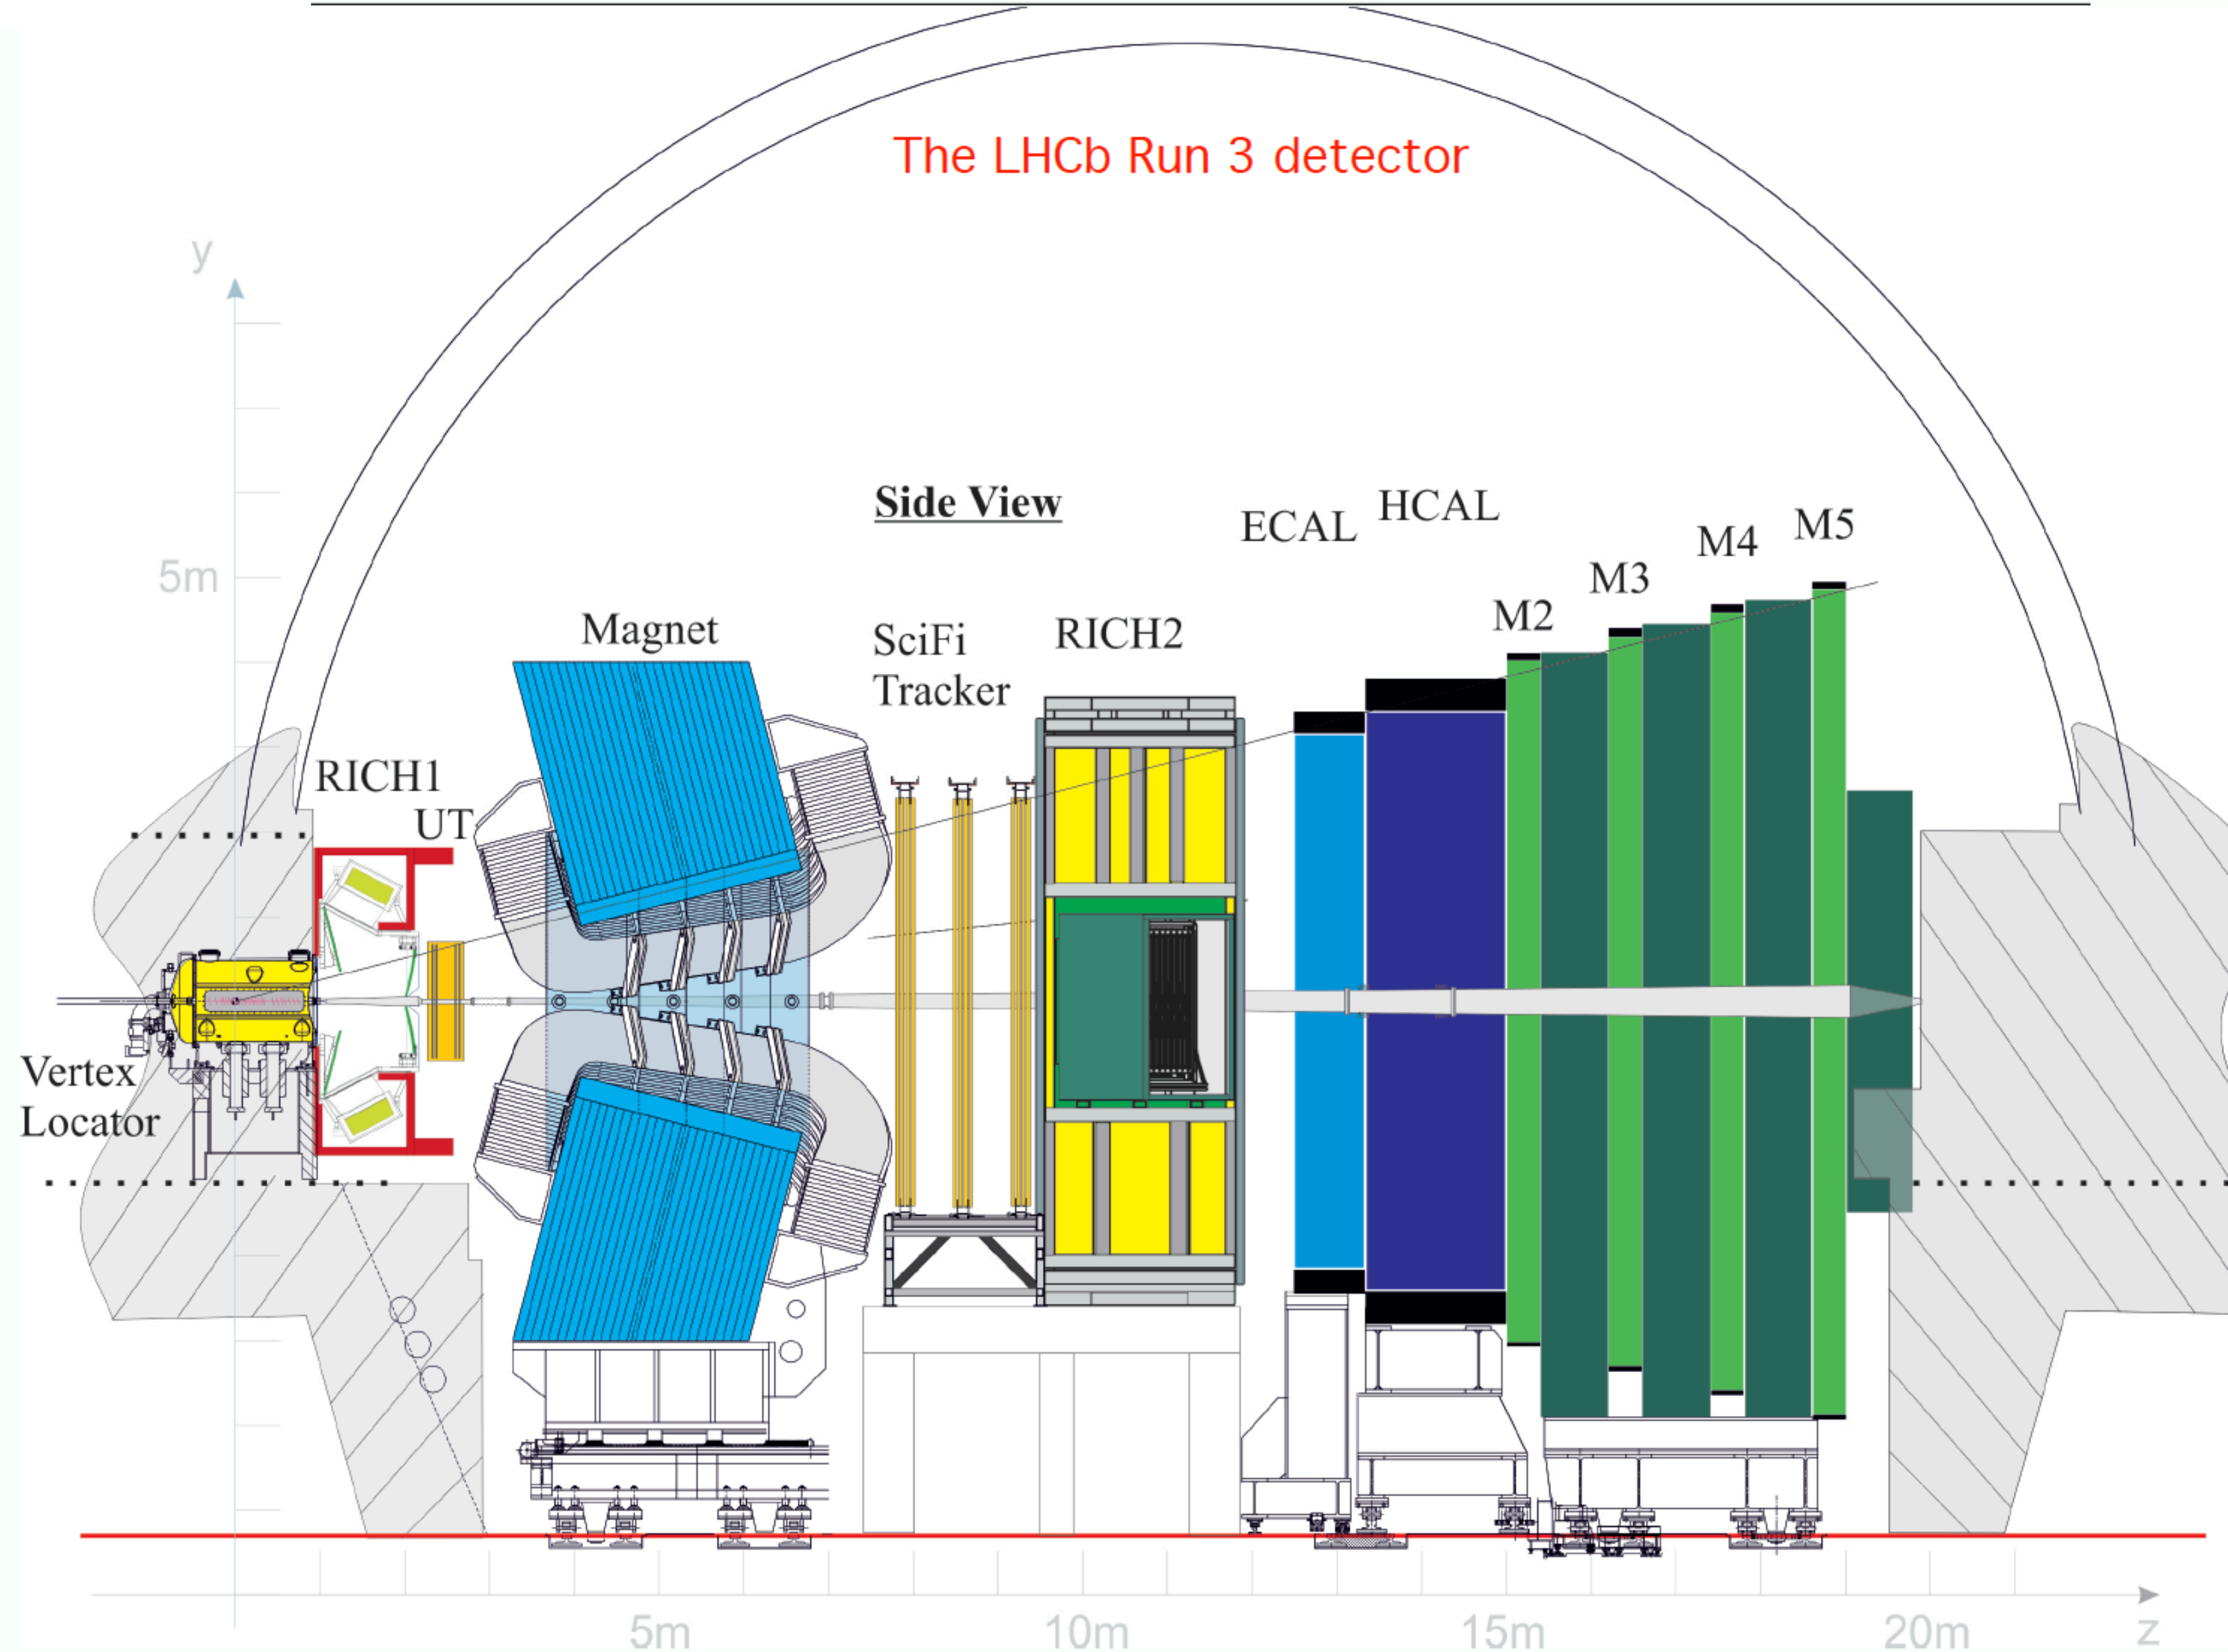 The LHCb Run 3 detector
y
Side View
ECAL
HCAL
M5
M4
M3
M2
5m
Magnet
SciFi
Tracker
RICH2
RICH1
UT
Vertex
Locator
5m
10m
15m
20m
z